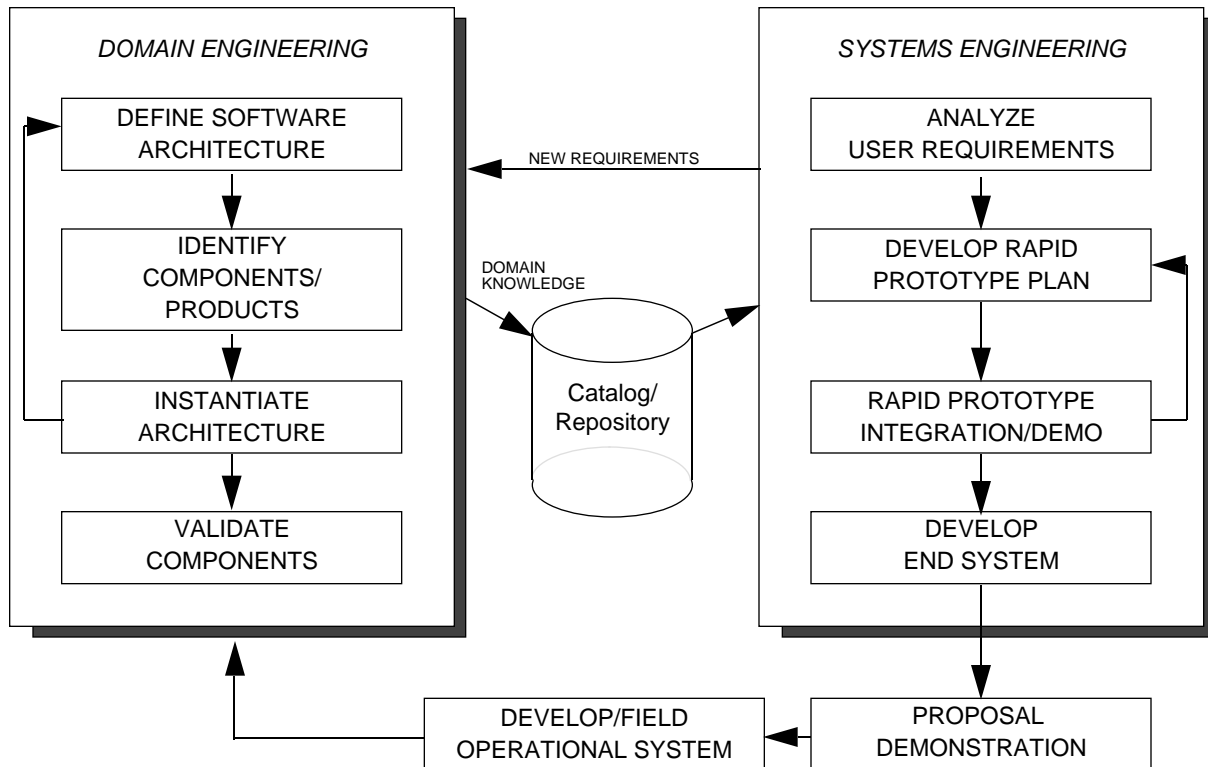 DOMAIN ENGINEERING
DEFINE SOFTWARE
ARCHITECTURE
IDENTIFY
COMPONENTS/
PRODUCTS
INSTANTIATE
ARCHITECTURE
VALIDATE
COMPONENTS
NEW REQUIREMENTS
DOMAIN
KNOWLEDGE
Catalog/
Repository
SYSTEMS ENGINEERING
ANALYZE
USER REQUIREMENTS
DEVELOP RAPID
PROTOTYPE PLAN
RAPID PROTOTYPE
INTEGRATION/DEMO
DEVELOP
END SYSTEM
PROPOSAL
DEMONSTRATION
DEVELOP/FIELD
OPERATIONAL SYSTEM